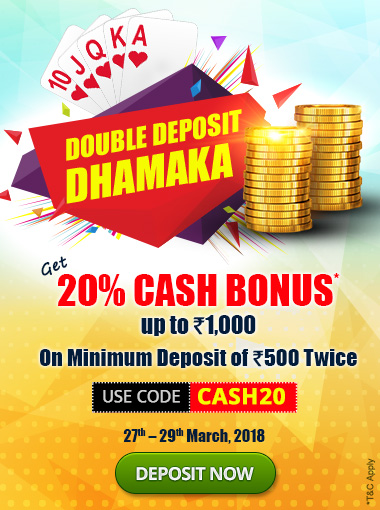 10 J Q K A
DOUBLE DEPOSIT
DHAMAKA
Get
20% CASH BONUS*
up to ₹1,000
On Minimum Deposit of ₹500 Twice
USE CODE CASH20
27th – 29th March, 2018
DEPOSIT NOW
*T&C Apply